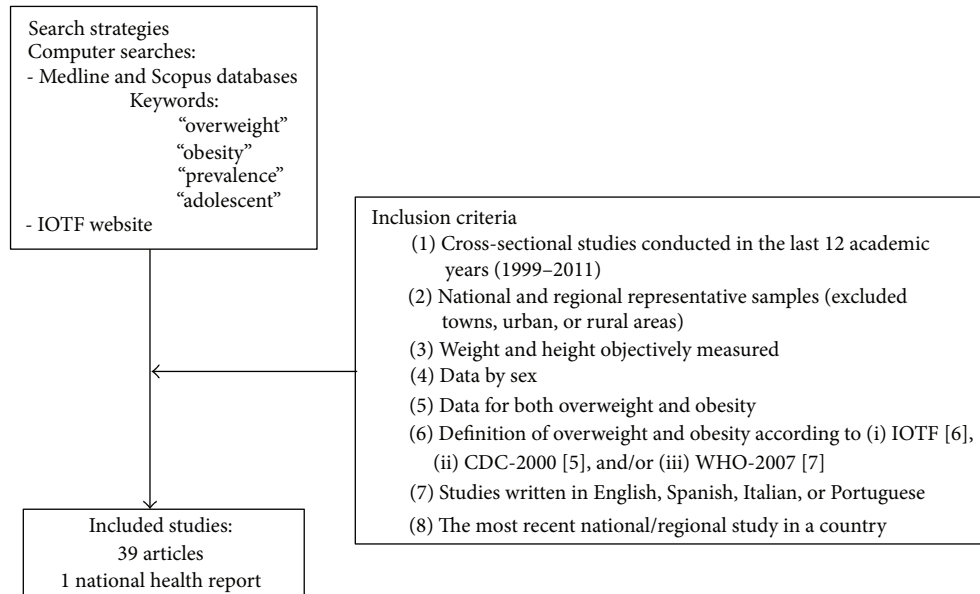 Search strategies
Computer searches:
- Medline and Scopus databases
Keywords:
“overweight”
“obesity”
“prevalence”
“adolescent”
- IOTF website
Inclusion criteria
(1) Cross-sectional studies conducted in the last 12 academic
years (1999–2011)
(2) National and regional representative samples (excluded
towns, urban, or rural areas)
(3) Weight and height objectively measured
(4) Data by sex
(5) Data for both overweight and obesity
(6) Definition of overweight and obesity according to (i) IOTF [6],
(ii) CDC-2000 [5], and/or (iii) WHO-2007 [7]
(7) Studies written in English, Spanish, Italian, or Portuguese
(8) The most recent national/regional study in a country
Included studies:
39 articles
1 national health report